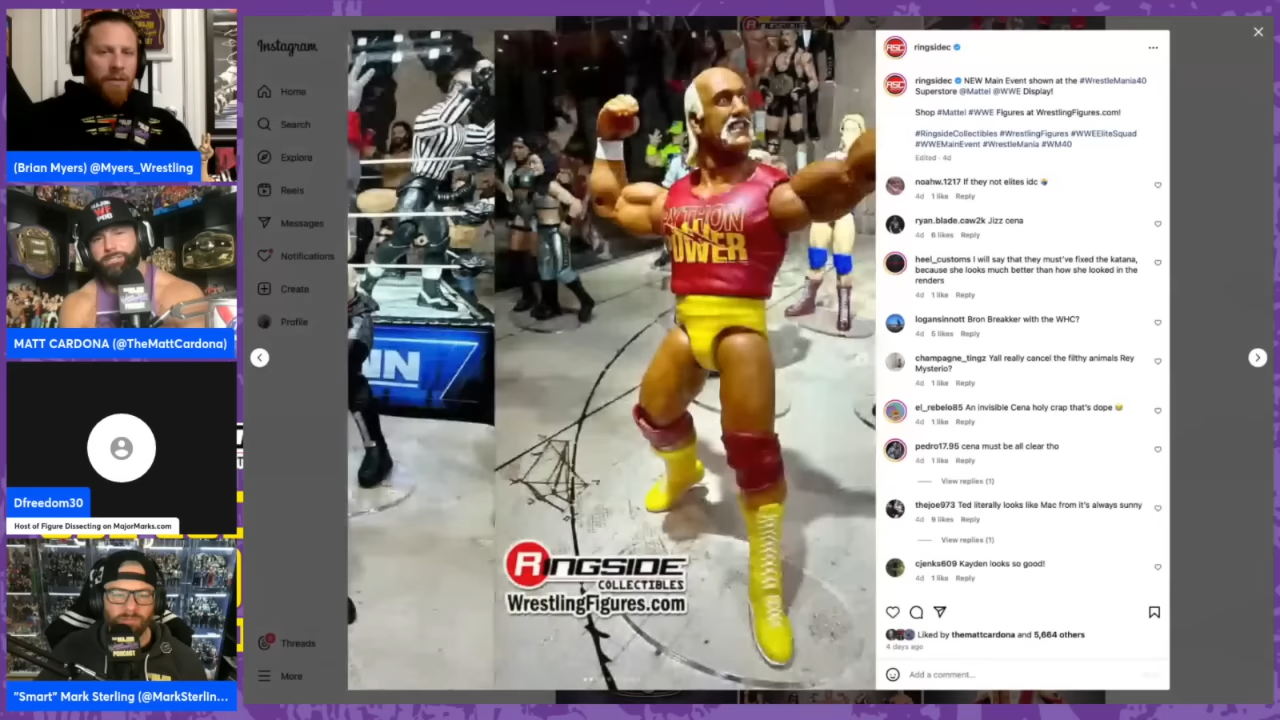 (Brian Myers) @Myers_Wrestling
MATT CARDONA (@TheMattCardona)
Dfreedom30
Host of Figure Dissecting on MajorMarks.com
"Smart" Mark Sterling (@MarkSterlin...
Instagram
Home
Search
Explore
Reels
Messages
Notifications
Create
Profile
Threads
More
PYTHON
POWER
RINGSIDE
COLLECTIBLES
WrestlingFigures.com
RSC
ringsidec
RSC
ringsidec NEW Main Event shown at the #WrestleMania40
Superstore @Mattel @WWE Display!
Shop #Mattel #WWE Figures at WrestlingFigures.com!
#RingsideCollectibles #WrestlingFigures #WWEEliteSquad
#WWEMainEvent #WrestleMania #WM40
Edited · 4d
noahw.1217 If they not elites idc
4d 1 like Reply
ryan.blade.caw2k Jizz cena
4d 6 likes Reply
heel_customs I will say that they must've fixed the katana,
because she looks much better than how she looked in the
renders
4d 1 like Reply
logansinnott Bron Breakker with the WHC?
4d 5 likes Reply
champagne_tingz Yall really cancel the filthy animals Rey
Mysterio?
4d 1 like Reply
el_rebelo85 An invisible Cena holy crap that's dope 😂
4d 1 like Reply
pedro17.95 cena must be all clear tho
4d 1 like Reply
View replies (1)
thejoe973 Ted literally looks like Mac from it's always sunny
4d 9 likes Reply
View replies (1)
cjenks609 Kayden looks so good!
4d 1 like Reply
Liked by themattcardona and 5,664 others
4 days ago
Add a comment...